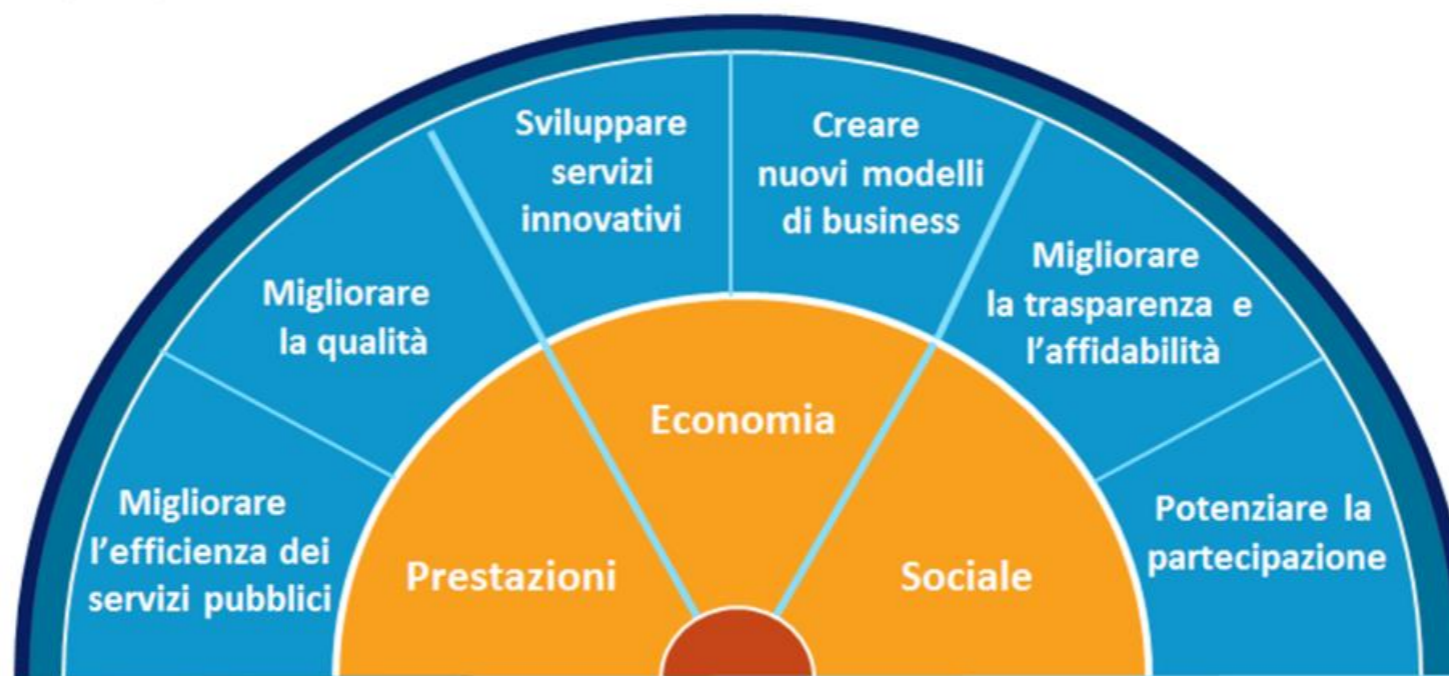 Sviluppare
servizi
innovativi
Creare
nuovi modelli
di business
Migliorare
la qualità
Migliorare
la trasparenza e
l'affidabilità
Economia
Migliorare
l'efficienza dei
servizi pubblici
Prestazioni
Sociale
Potenziare la
partecipazione